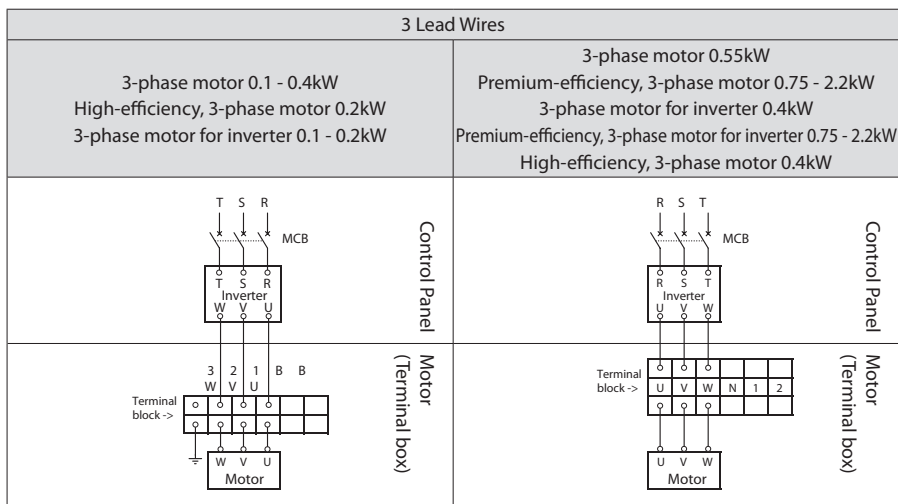 3 Lead Wires
3-phase motor 0.1 - 0.4kW
High-efficiency, 3-phase motor 0.2kW
3-phase motor for inverter 0.1 - 0.2kW
3-phase motor 0.55kW
Premium-efficiency, 3-phase motor 0.75 - 2.2kW
3-phase motor for inverter 0.4kW
Premium-efficiency, 3-phase motor for inverter 0.75 - 2.2kW
High-efficiency, 3-phase motor 0.4kW
T S R
MCB
T S R
Inverter
W V U
Control Panel
3 2 1 B B
W V U
Terminal
block ->
W V U
Motor
Motor
(Terminal box)
R S T
MCB
R S T
Inverter
U V W
Control Panel
Terminal
block ->
U V W N 1 2
U V W
Motor
Motor
(Terminal box)